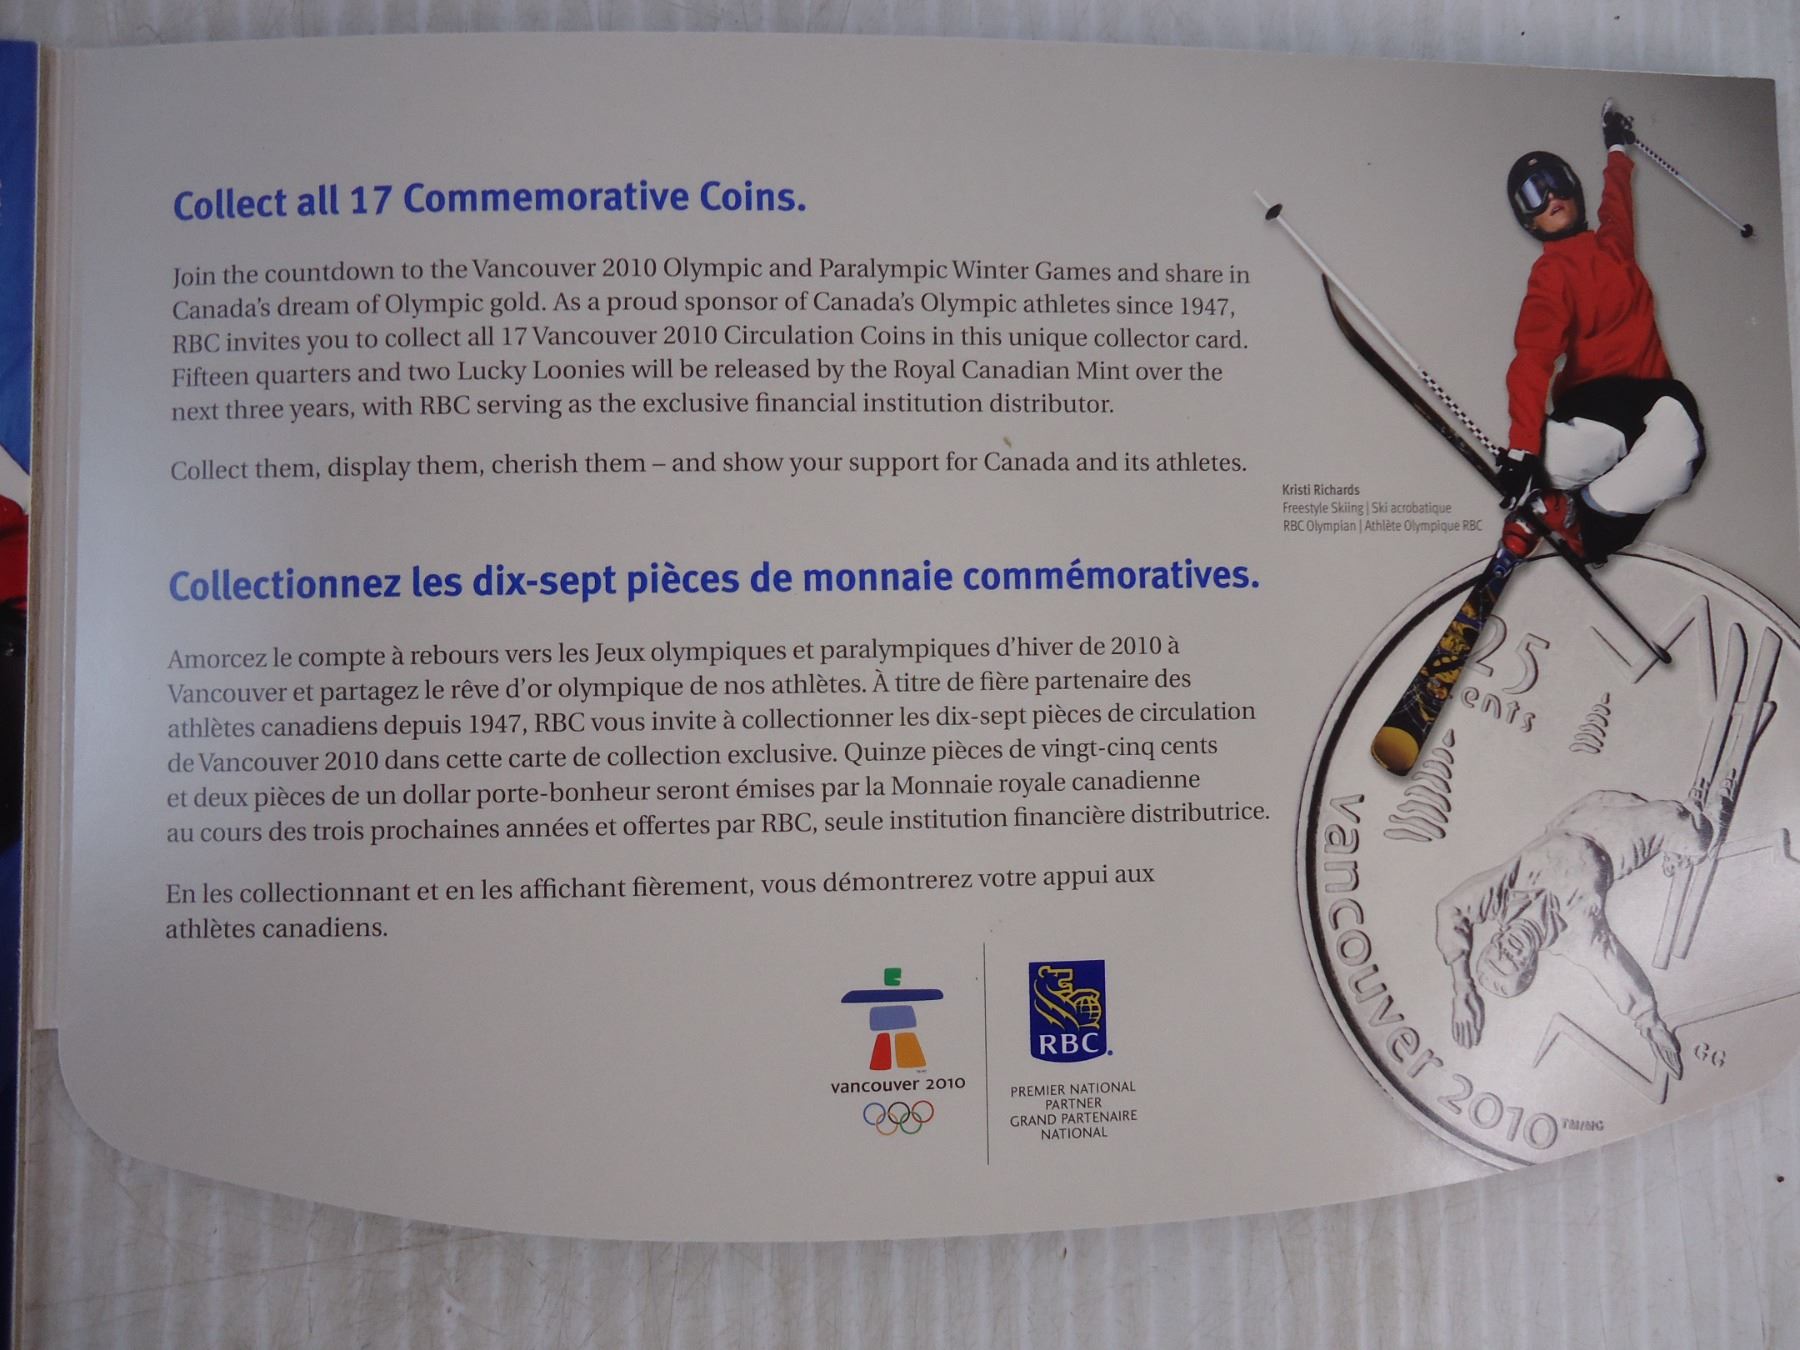 Collect all 17 Commemorative Coins.
Join the countdown to the Vancouver 2010 Olympic and Paralympic Winter Games and share in
Canada's dream of Olympic gold. As a proud sponsor of Canada's Olympic athletes since 1947,
RBC invites you to collect all 17 Vancouver 2010 Circulation Coins in this unique collector card.
Fifteen quarters and two Lucky Loonies will be released by the Royal Canadian Mint over the
next three years, with RBC serving as the exclusive financial institution distributor.
Collect them, display them, cherish them – and show your support for Canada and its athletes.
Kristi Richards
Freestyle Skiing | Ski acrobatique
RBC Olympian | Athlète Olympique RBC
Collectionnez les dix-sept pièces de monnaie commémoratives.
Amorcez le compte à rebours vers les Jeux olympiques et paralympiques d'hiver de 2010 à
Vancouver et partagez le rêve d'or olympique de nos athlètes. À titre de fière partenaire des
athlètes canadiens depuis 1947, RBC vous invite à collectionner les dix-sept pièces de circulation
de Vancouver 2010 dans cette carte de collection exclusive. Quinze pièces de vingt-cinq cents
et deux pièces de un dollar porte-bonheur seront émises par la Monnaie royale canadienne
au cours des trois prochaines années et offertes par RBC, seule institution financière distributrice.
En les collectionnant et en les affichant fièrement, vous démontrerez votre appui aux
athlètes canadiens.
25
cents
vancouver 2010 TM/MC
GG
vancouver 2010
RBC
PREMIER NATIONAL
PARTNER
GRAND PARTENAIRE
NATIONAL